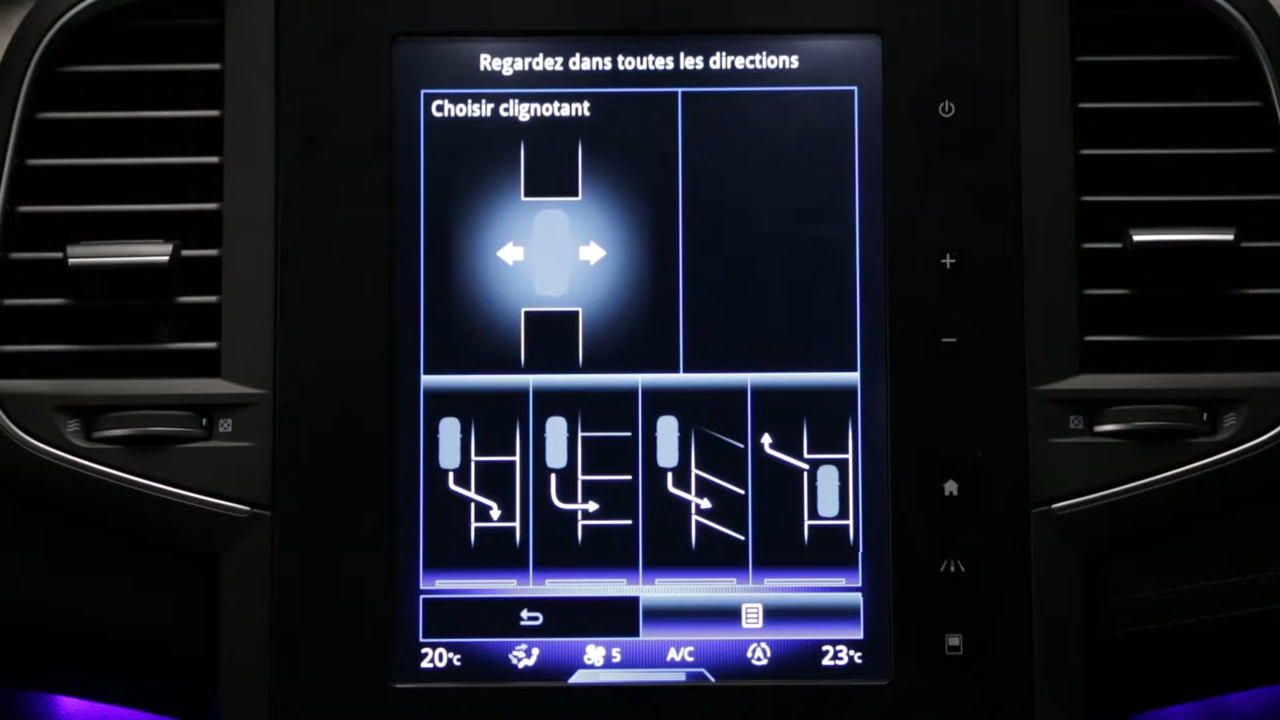 Regardez dans toutes les directions
Choisir clignotant
20°C
5
A/C
A
23°C